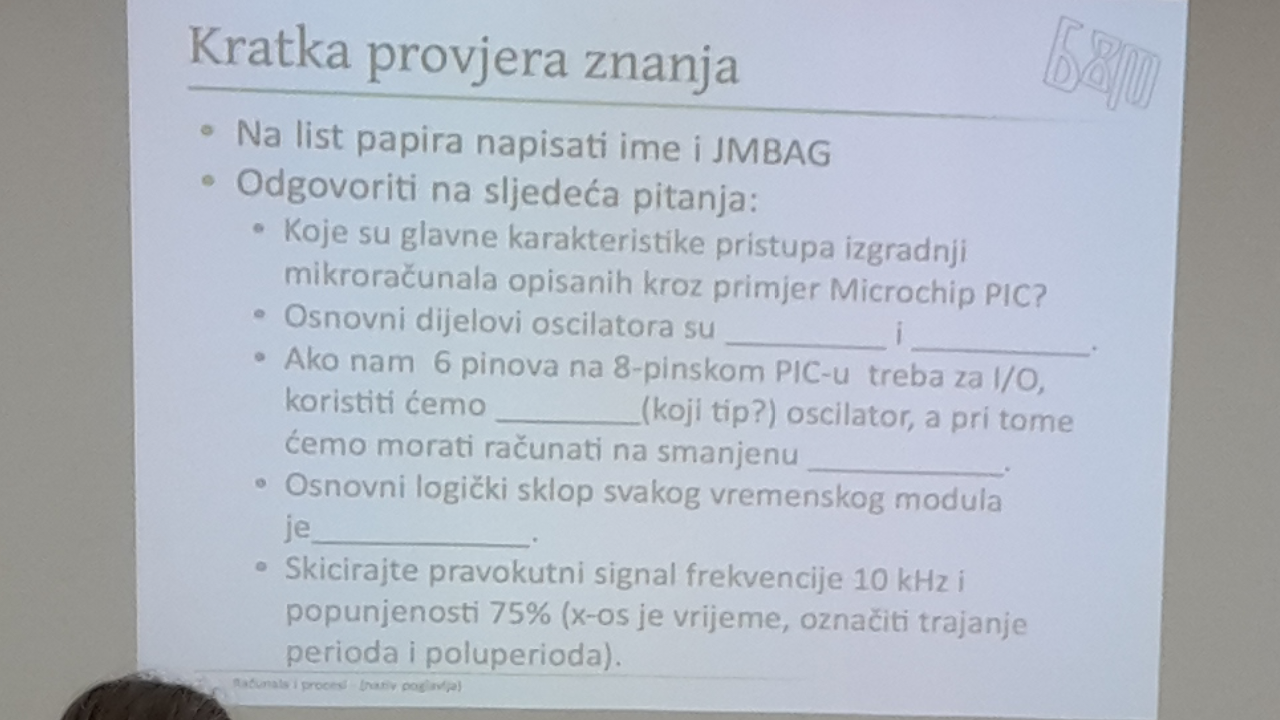 Kratka provjera znanja
• Na list papira napisati ime i JMBAG
• Odgovoriti na sljedeća pitanja:
• Koje su glavne karakteristike pristupa izgradnji
mikroračunala opisanih kroz primjer Microchip PIC?
• Osnovni dijelovi oscilatora su _________ i __________.
• Ako nam 6 pinova na 8-pinskom PIC-u treba za I/O,
koristiti ćemo ________(koji tip?) oscilator, a pri tome
ćemo morati računati na smanjenu ___________.
• Osnovni logički sklop svakog vremenskog modula
je____________.
• Skicirajte pravokutni signal frekvencije 10 kHz i
popunjenosti 75% (x-os je vrijeme, označiti trajanje
perioda i poluperioda).
Računala i procesi - (naziv poglavlja)